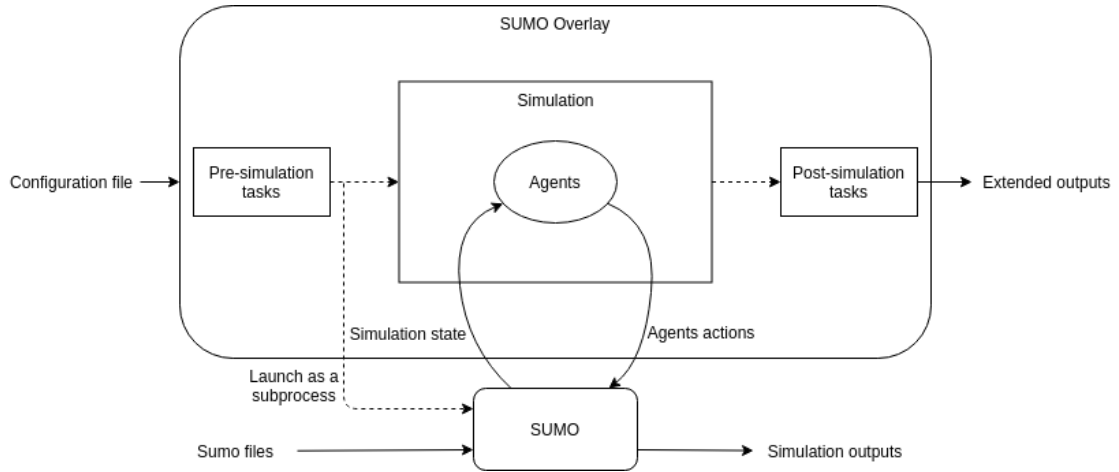 SUMO Overlay
Simulation
Configuration file
Pre-simulation
tasks
Agents
Post-simulation
tasks
Extended outputs
Simulation state
Agents actions
Launch as a
subprocess
SUMO
Sumo files
Simulation outputs